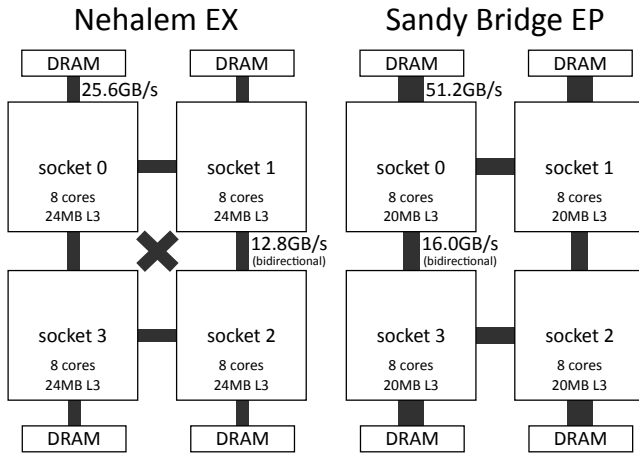 Nehalem EX
DRAM
DRAM
25.6GB/s
socket 0
8 cores
24MB L3
socket 1
8 cores
24MB L3
12.8GB/s
(bidirectional)
socket 3
8 cores
24MB L3
socket 2
8 cores
24MB L3
DRAM
DRAM
Sandy Bridge EP
DRAM
DRAM
51.2GB/s
socket 0
8 cores
20MB L3
socket 1
8 cores
20MB L3
16.0GB/s
(bidirectional)
socket 3
8 cores
20MB L3
socket 2
8 cores
20MB L3
DRAM
DRAM